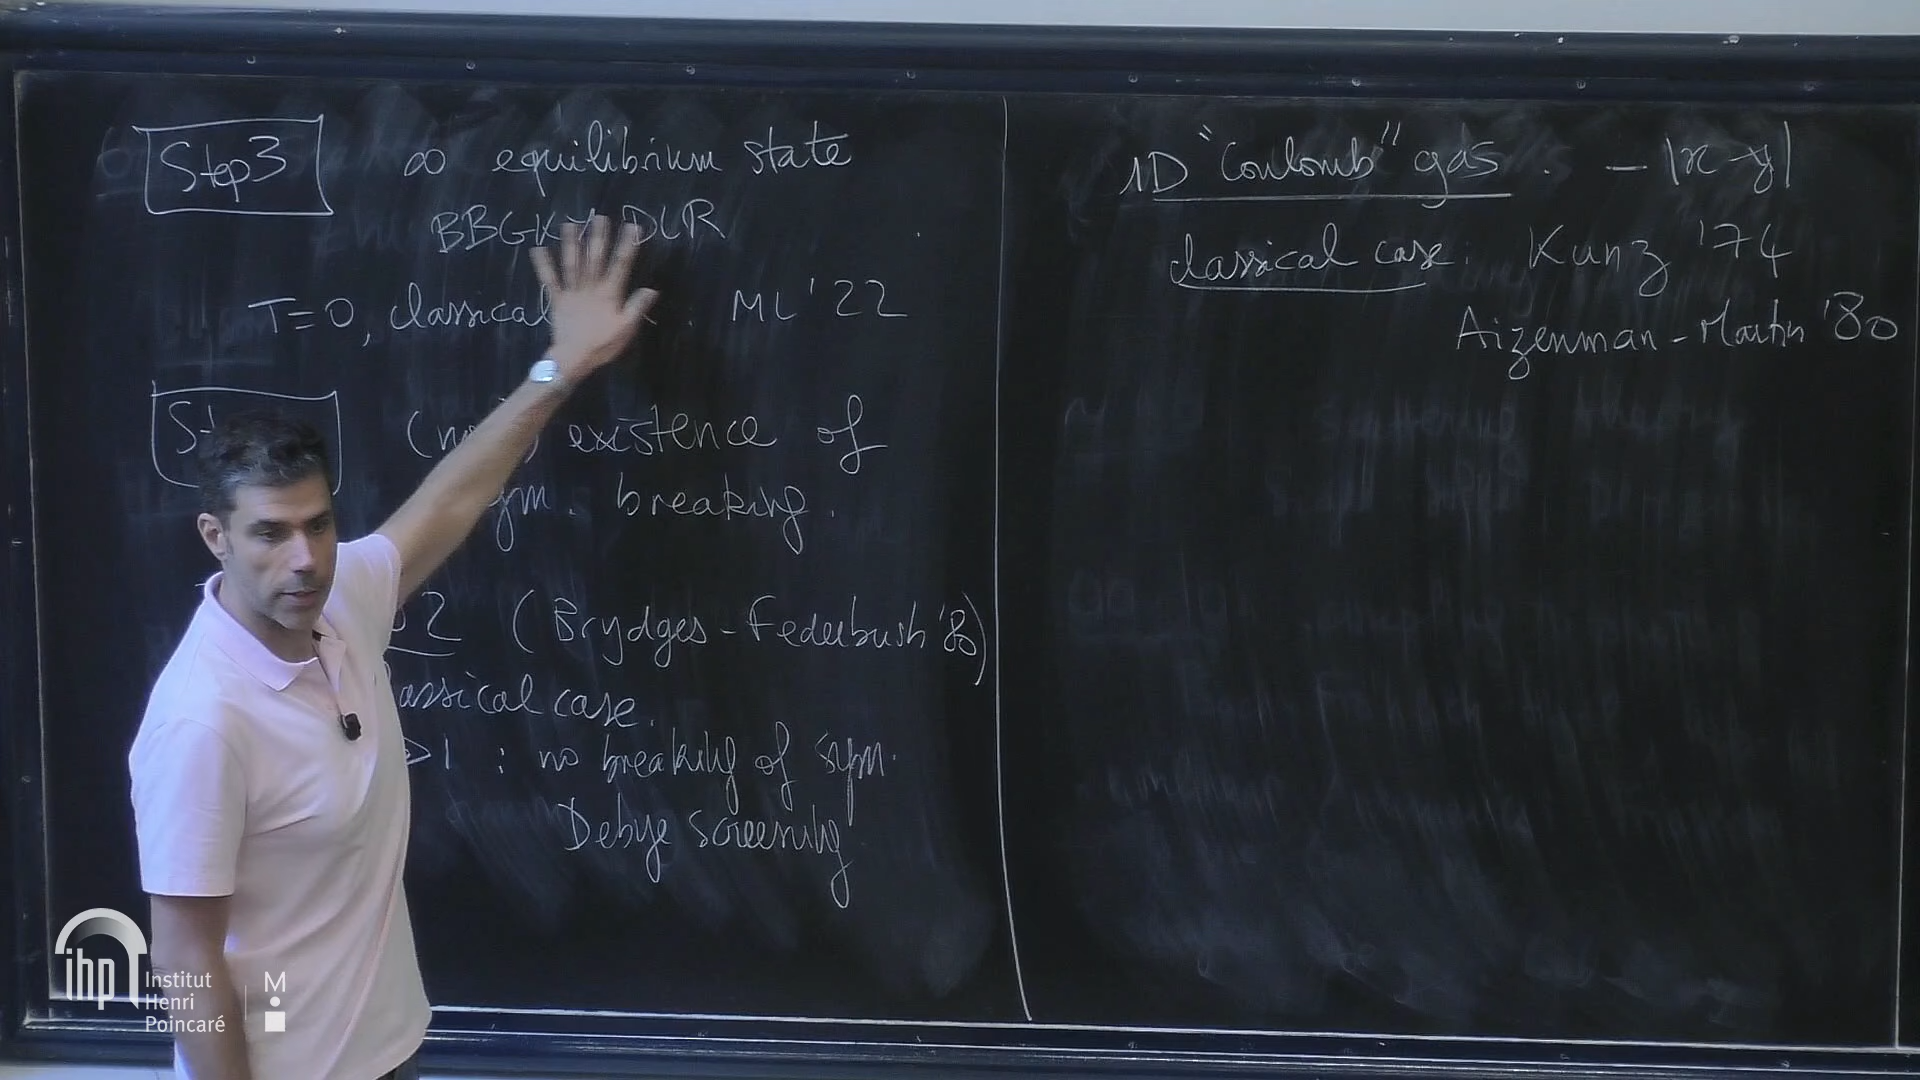 Step3
∞ equilibrium state
BBGKY DLR
T=0, classical . ML '22
existence of
breaking.
2 (Brydges-Federbush '80)
classical case.
>1 : no breaking of sym.
Debye screening
1D "Coulomb" gas : - |x-y|
classical case: Kunz '74
Aizenman-Martin '80
ihp Institut
Henri
Poincaré
M